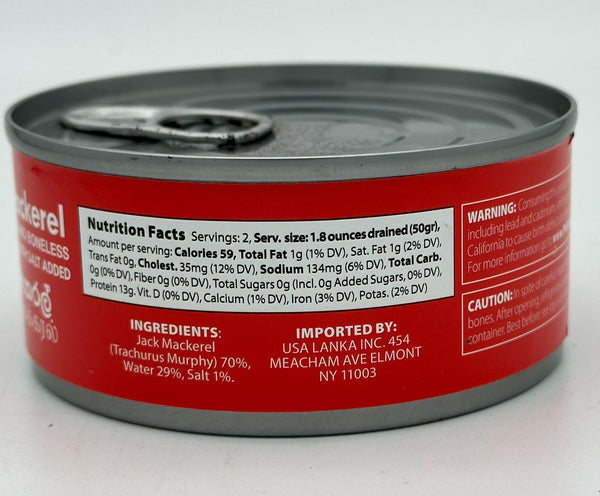 ckerel
BONELESS
SALT ADDED
Nutrition Facts Servings: 2, Serv. size: 1.8 ounces drained (50gr),
Amount per serving: Calories 59, Total Fat 1g (1% DV), Sat. Fat 1g (2% DV),
Trans Fat 0g, Cholest. 35mg (12% DV), Sodium 134mg (6% DV), Total Carb.
0g (0% DV), Fiber 0g (0% DV), Total Sugars 0g (Incl. 0g Added Sugars, 0% DV),
Protein 13g. Vit. D (0% DV), Calcium (1% DV), Iron (3% DV), Potas. (2% DV)
INGREDIENTS:
Jack Mackerel
(Trachurus Murphy) 70%,
Water 29%, Salt 1%.
IMPORTED BY:
USA LANKA INC. 454
MEACHAM AVE ELMONT
NY 11003
WARNING: Consuming this
including lead and cadmium,
California to cause birth
For more information go to
CAUTION: In spite of
bones. After opening,
container. Best before: